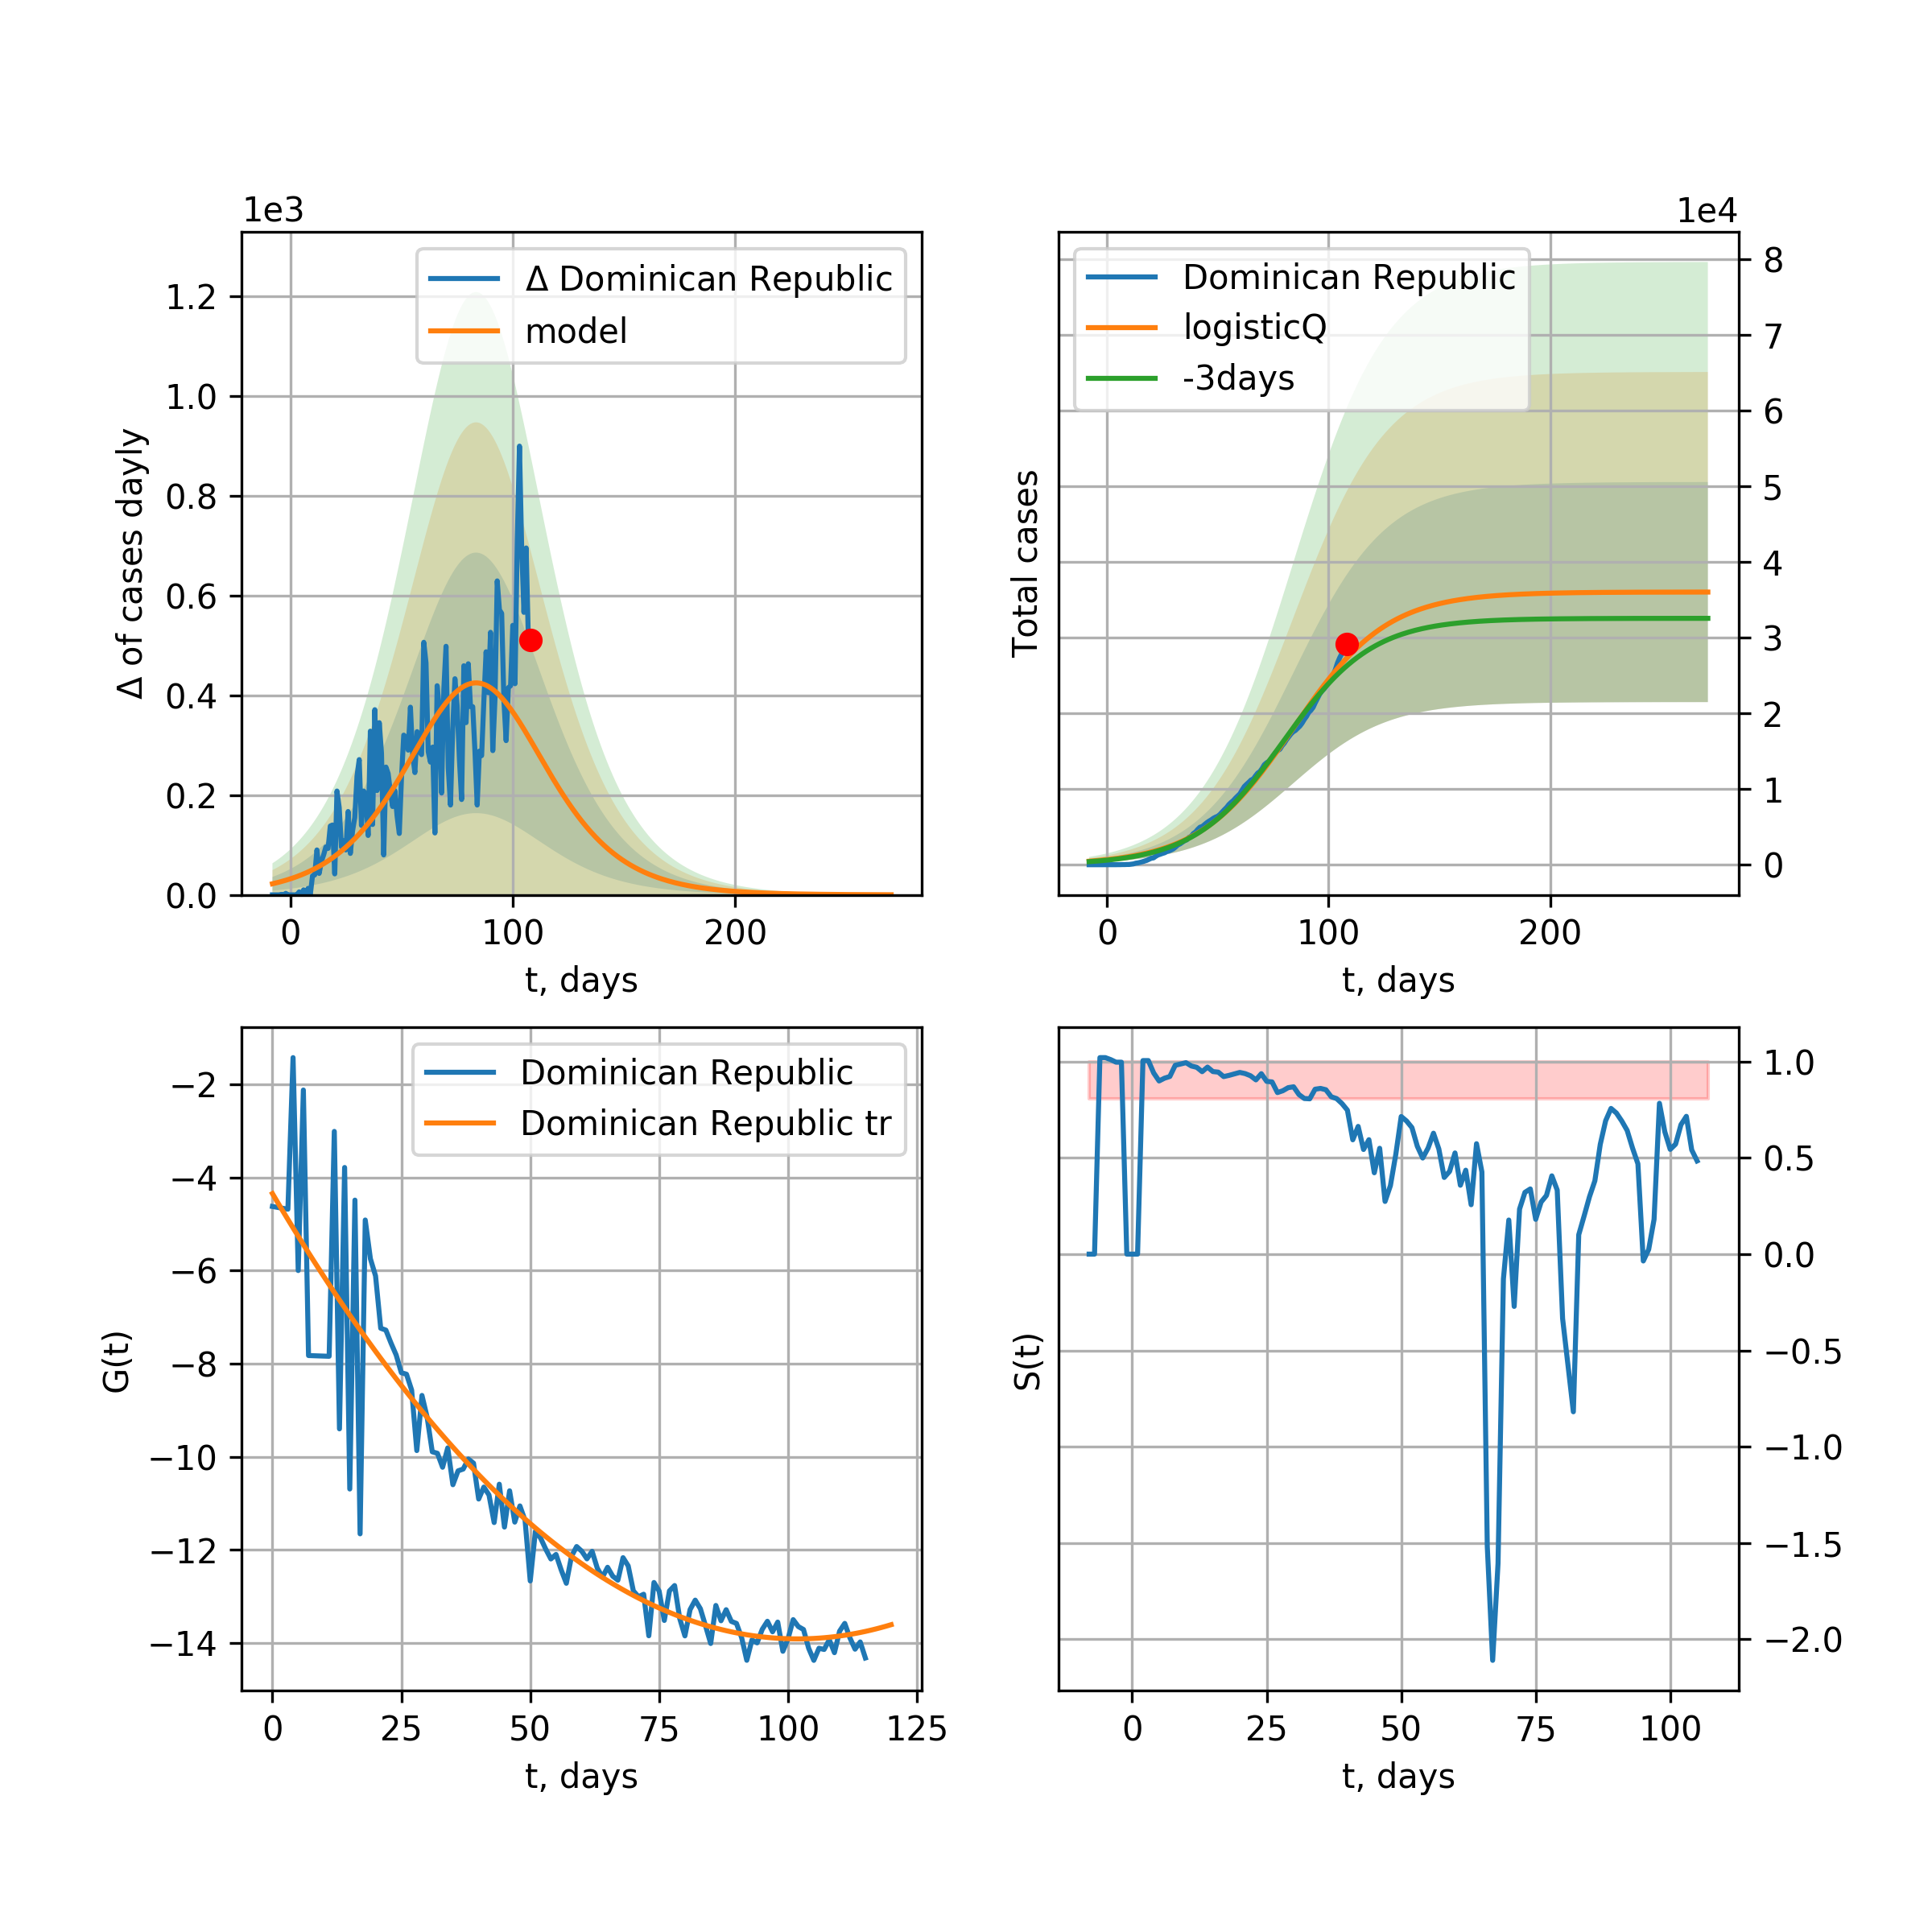 1e3
Δ Dominican Republic
model
1.2
1.0
0.8
0.6
0.4
0.2
0.0
Δ of cases dayly
0 100 200
t, days
1e4
Dominican Republic
logisticQ
-3days
8
7
6
5
4
3
2
1
0
Total cases
0 100 200
t, days
Dominican Republic
Dominican Republic tr
−2
−4
−6
−8
−10
−12
−14
G(t)
0 25 50 75 100 125
t, days
1.0
0.5
0.0
−0.5
−1.0
−1.5
−2.0
S(t)
0 25 50 75 100
t, days